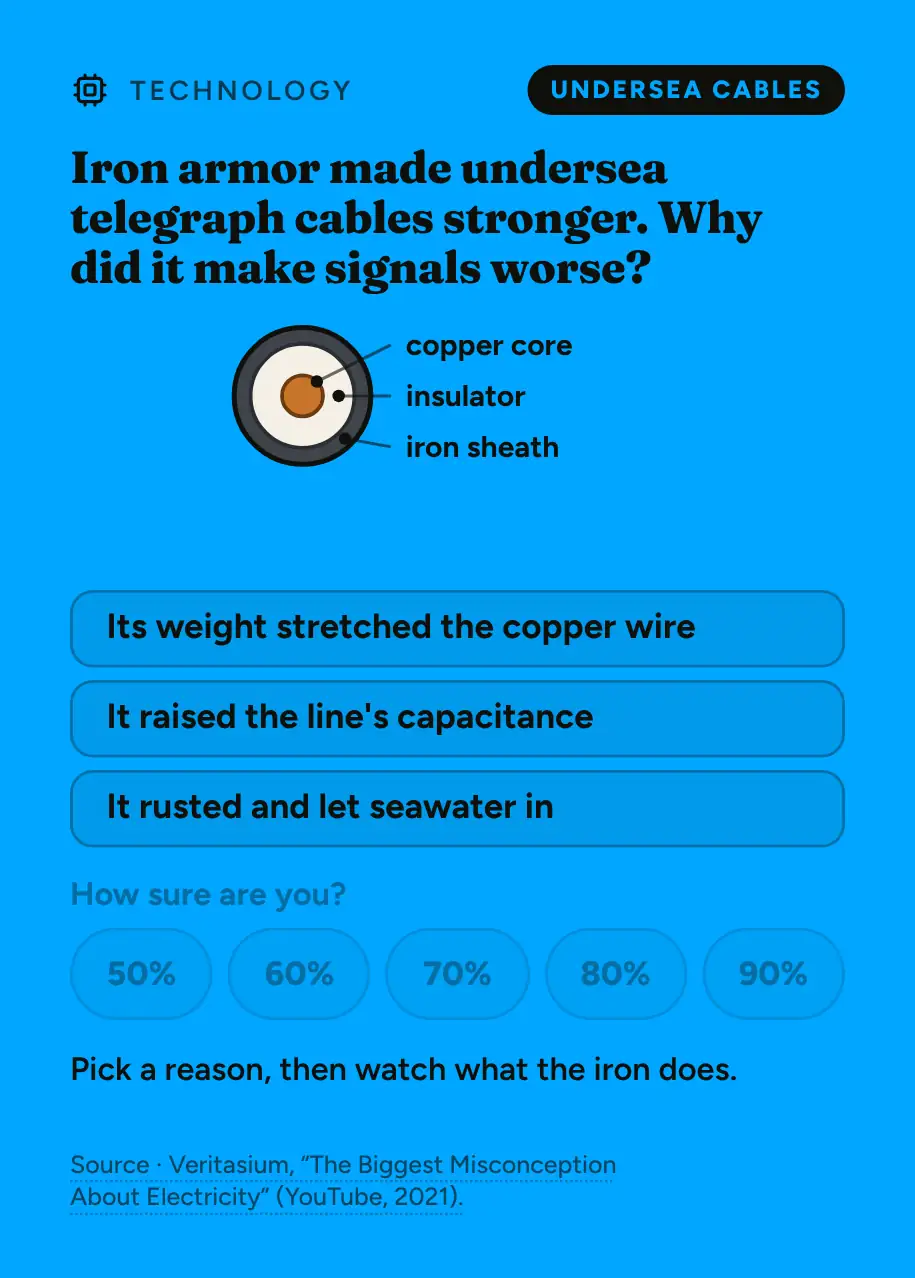 TECHNOLOGY
UNDERSEA CABLES
Iron armor made undersea
telegraph cables stronger. Why
did it make signals worse?
copper core
insulator
iron sheath
Its weight stretched the copper wire
It raised the line's capacitance
It rusted and let seawater in
How sure are you?
50% 60% 70% 80% 90%
Pick a reason, then watch what the iron does.
Source · Veritasium, “The Biggest Misconception
About Electricity” (YouTube, 2021).